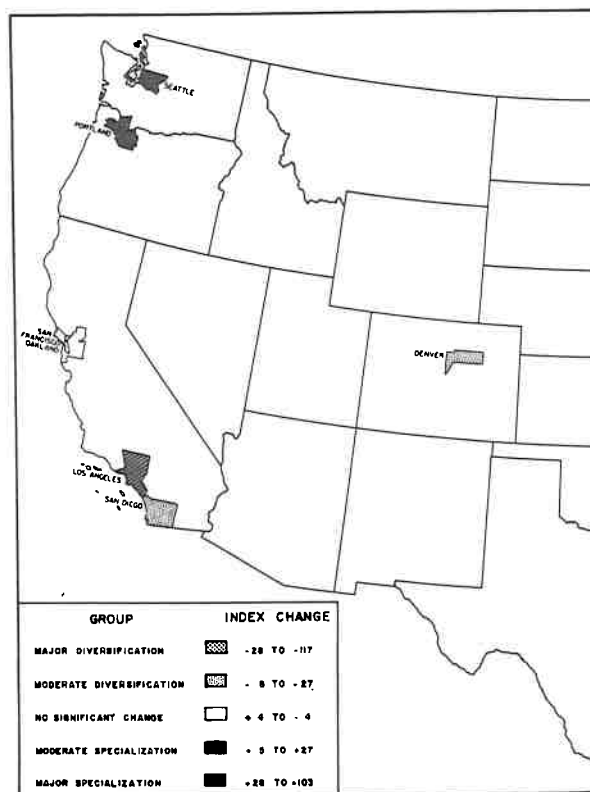 SEATTLE
PORTLAND
SAN
FRANCISCO
OAKLAND
DENVER
LOS ANGELES
SAN DIEGO
GROUP INDEX CHANGE
MAJOR DIVERSIFICATION -28 TO -117
MODERATE DIVERSIFICATION - 5 TO -27
NO SIGNIFICANT CHANGE + 4 TO - 4
MODERATE SPECIALIZATION + 5 TO +27
MAJOR SPECIALIZATION +28 TO +103